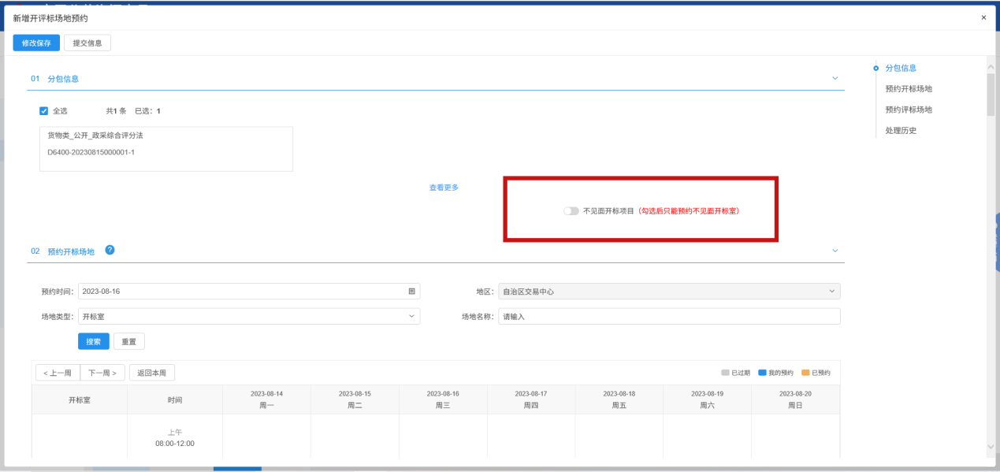 新增开评标场地预约 ×
修改保存 提交信息
01 分包信息
分包信息
预约开标场地
预约评标场地
处理历史
全选 共1 条 已选：1
货物类_公开_政采综合评分法
D6400-20230815000001-1
查看更多
不见面开标项目（勾选后只能预约不见面开标室）
02 预约开标场地 ?
预约时间： 2023-08-16 地区： 自治区交易中心
场地类型： 开标室 场地名称： 请输入
搜索 重置
< 上一周 下一周 > 返回本周 已过期 我的预约 已预约
开标室 时间 2023-08-14 2023-08-15 2023-08-16 2023-08-17 2023-08-18 2023-08-19 2023-08-20
周一 周二 周三 周四 周五 周六 周日
上午
08:00-12:00